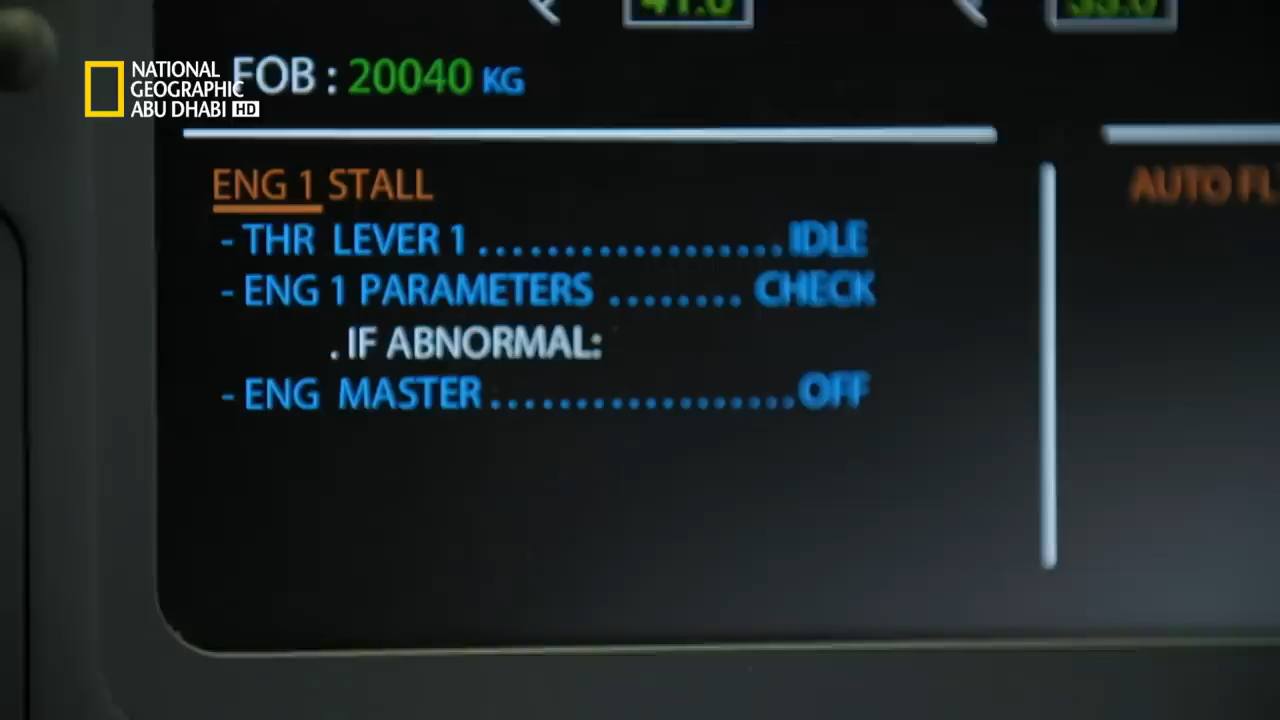 NATIONAL
GEOGRAPHIC
ABU DHABI HD
FOB : 20040 KG
ENG 1 STALL
- THR LEVER 1 ..................IDLE
- ENG 1 PARAMETERS ........ CHECK
. IF ABNORMAL:
- ENG MASTER..................OFF
AUTO